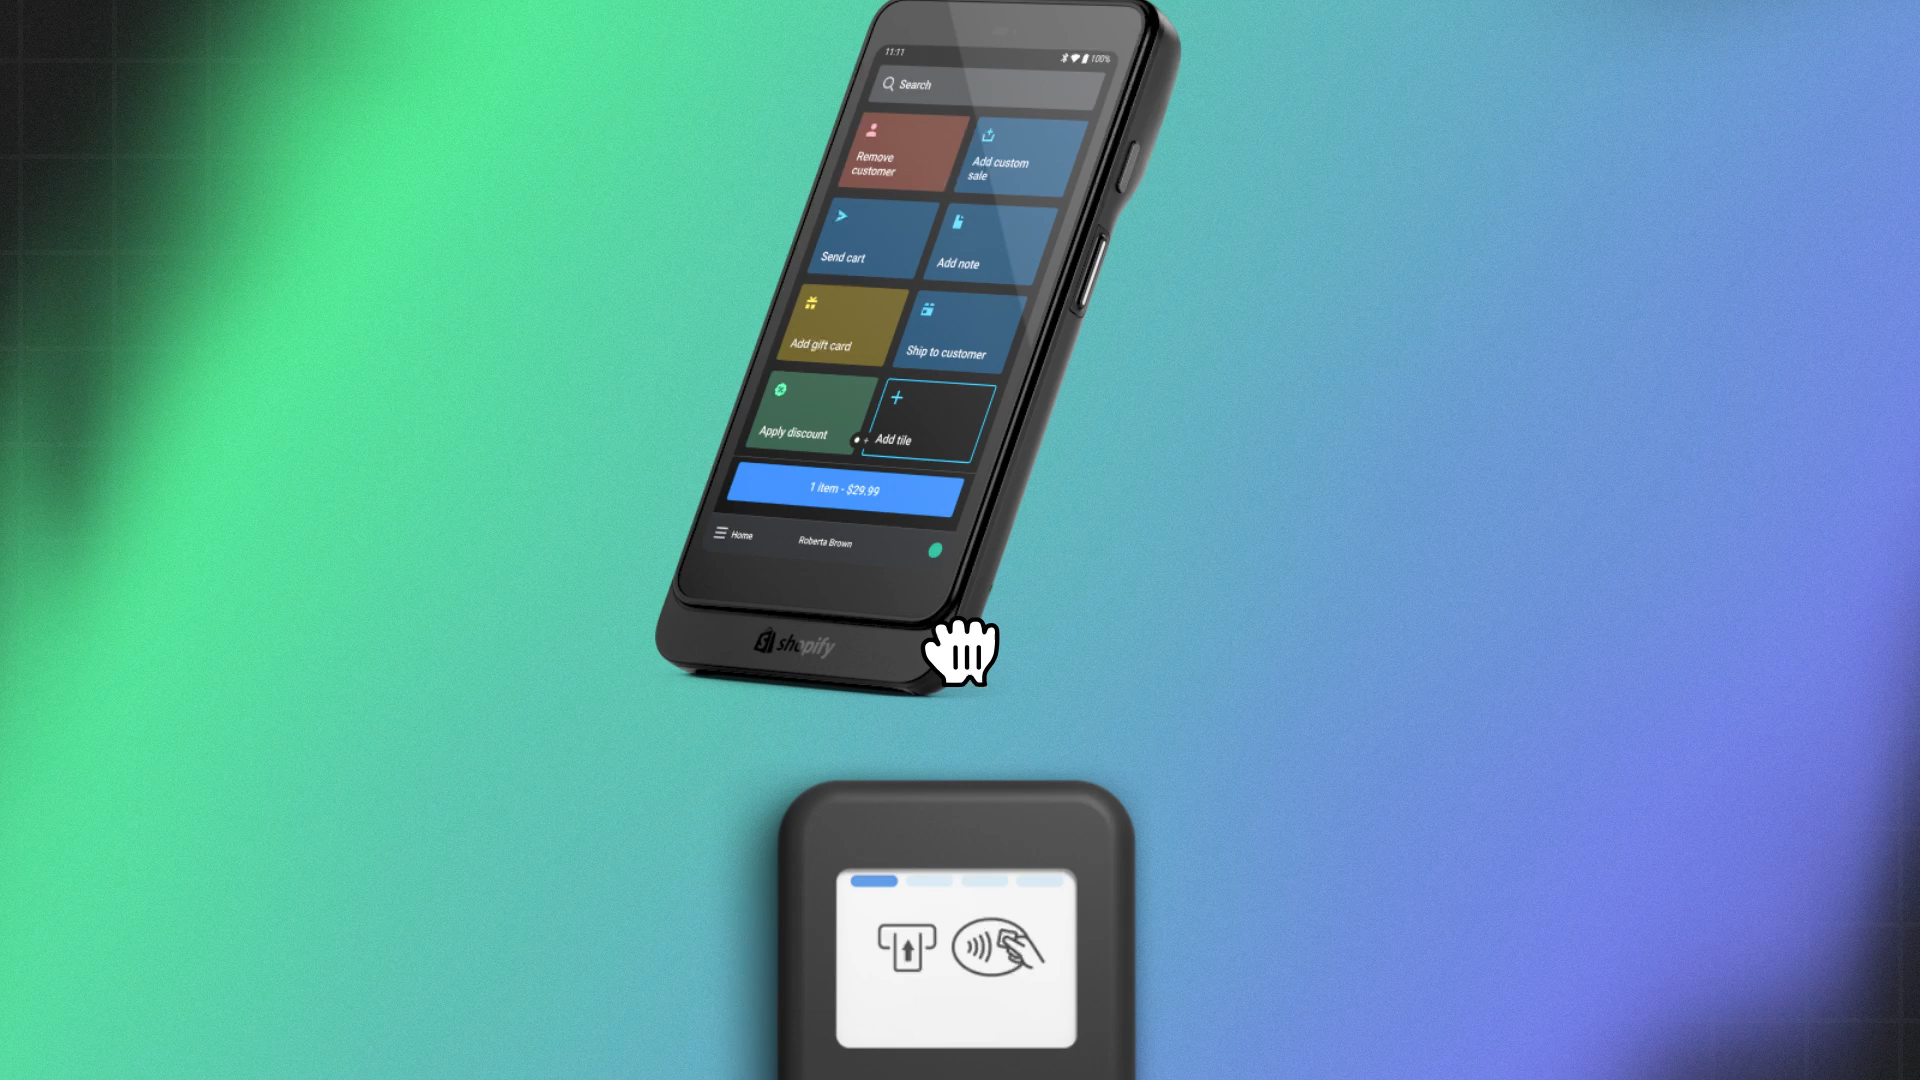 11:11
100%
Search
Remove
customer
Add custom
sale
Send cart
Add note
Add gift card
Ship to customer
Apply discount
Add tile
1 item - $29.99
Home
Roberta Brown
shopify